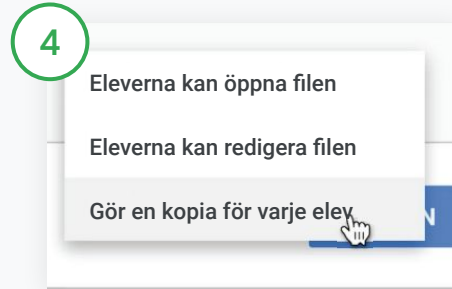 4
Eleverna kan öppna filen
Eleverna kan redigera filen
Gör en kopia för varje elev
N